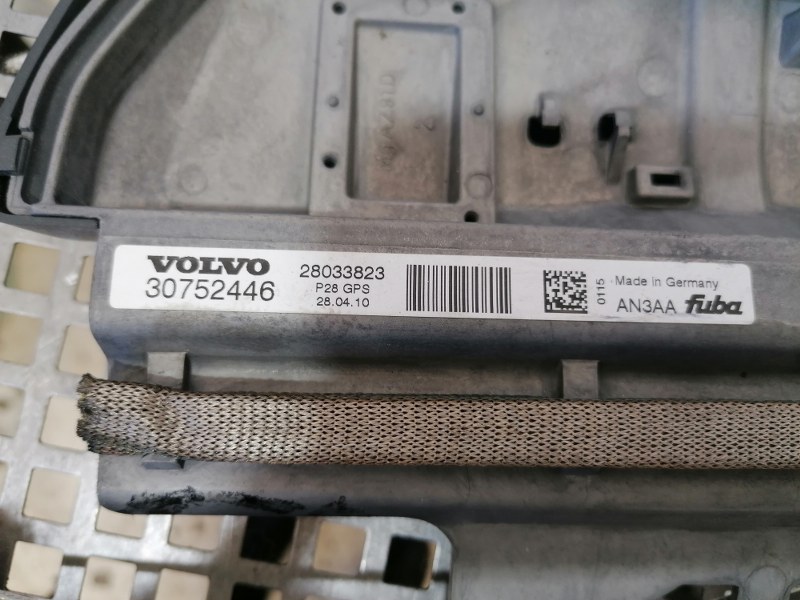 VOLVO
30752446
28033823
P28 GPS
28.04.10
0115
Made in Germany
AN3AA fuba